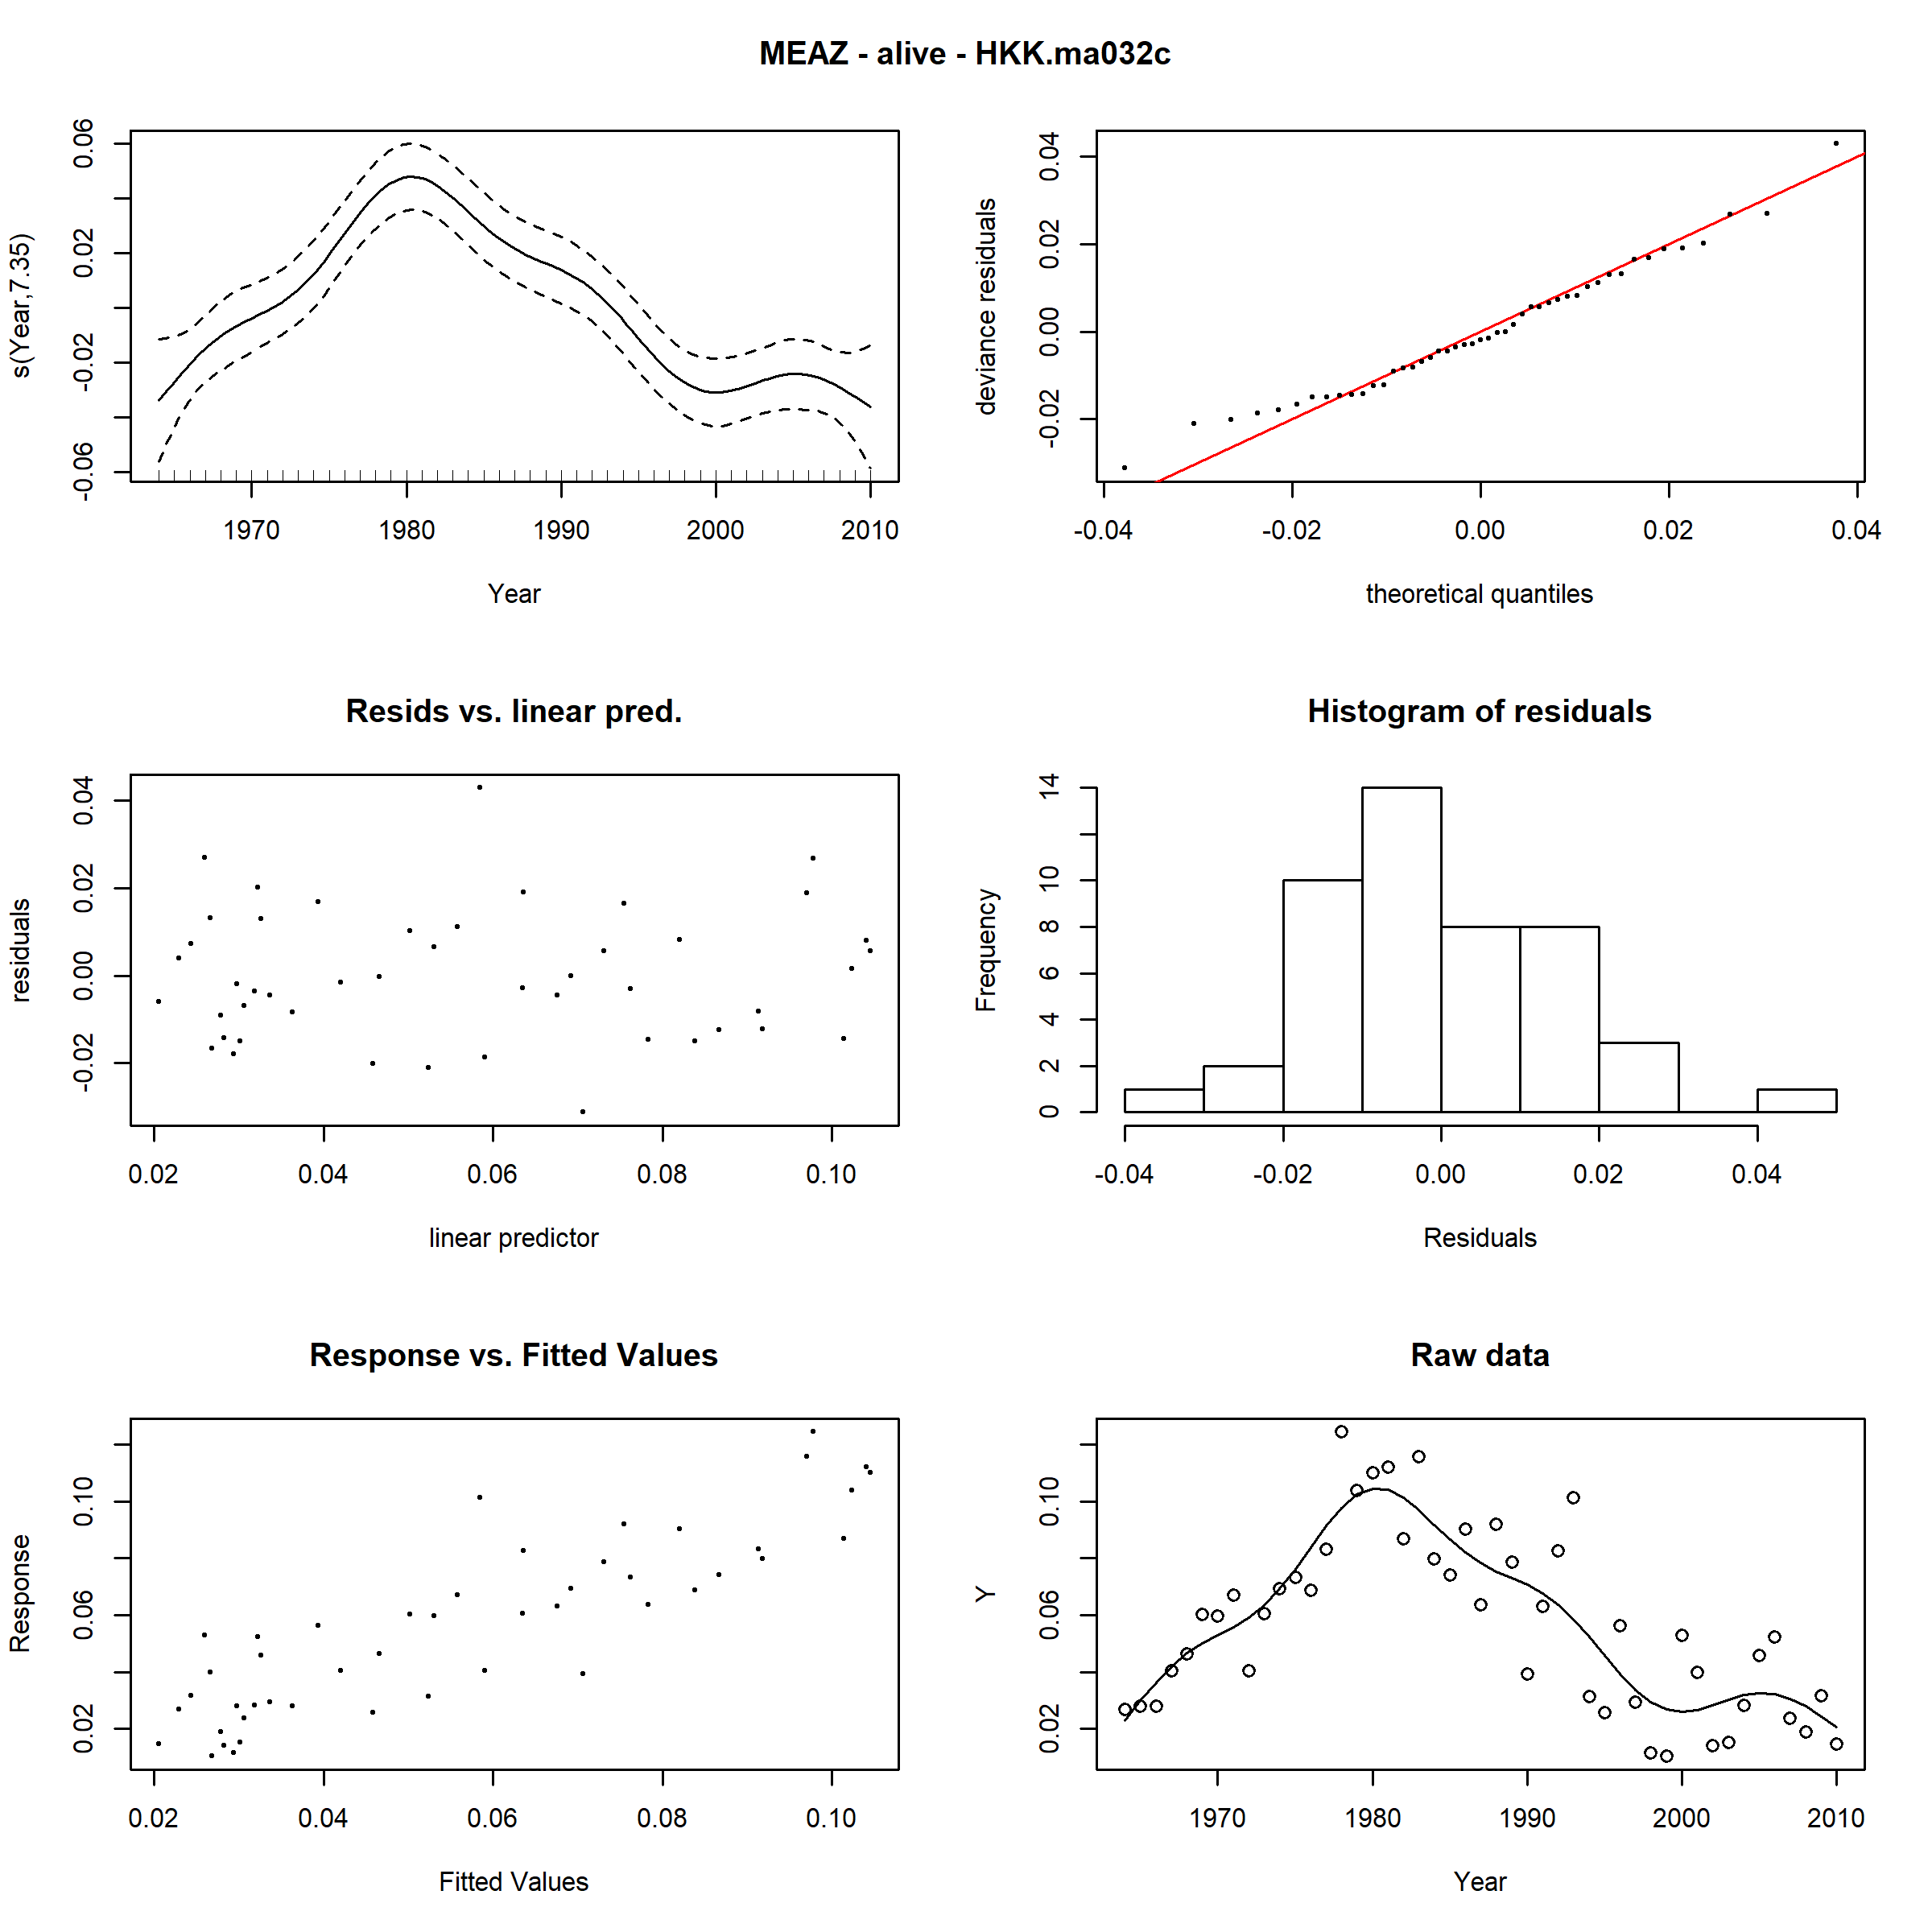 MEAZ - alive - HKK.ma032c
s(Year,7.35)
0.06
0.02
-0.02
-0.06
1970 1980 1990 2000 2010
Year
deviance residuals
0.04
0.02
0.00
-0.02
-0.04 -0.02 0.00 0.02 0.04
theoretical quantiles
Resids vs. linear pred.
residuals
0.04
0.02
0.00
-0.02
0.02 0.04 0.06 0.08 0.10
linear predictor
Histogram of residuals
Frequency
14
10
8
6
4
2
0
-0.04 -0.02 0.00 0.02 0.04
Residuals
Response vs. Fitted Values
Response
0.10
0.06
0.02
0.02 0.04 0.06 0.08 0.10
Fitted Values
Raw data
Y
0.10
0.06
0.02
1970 1980 1990 2000 2010
Year